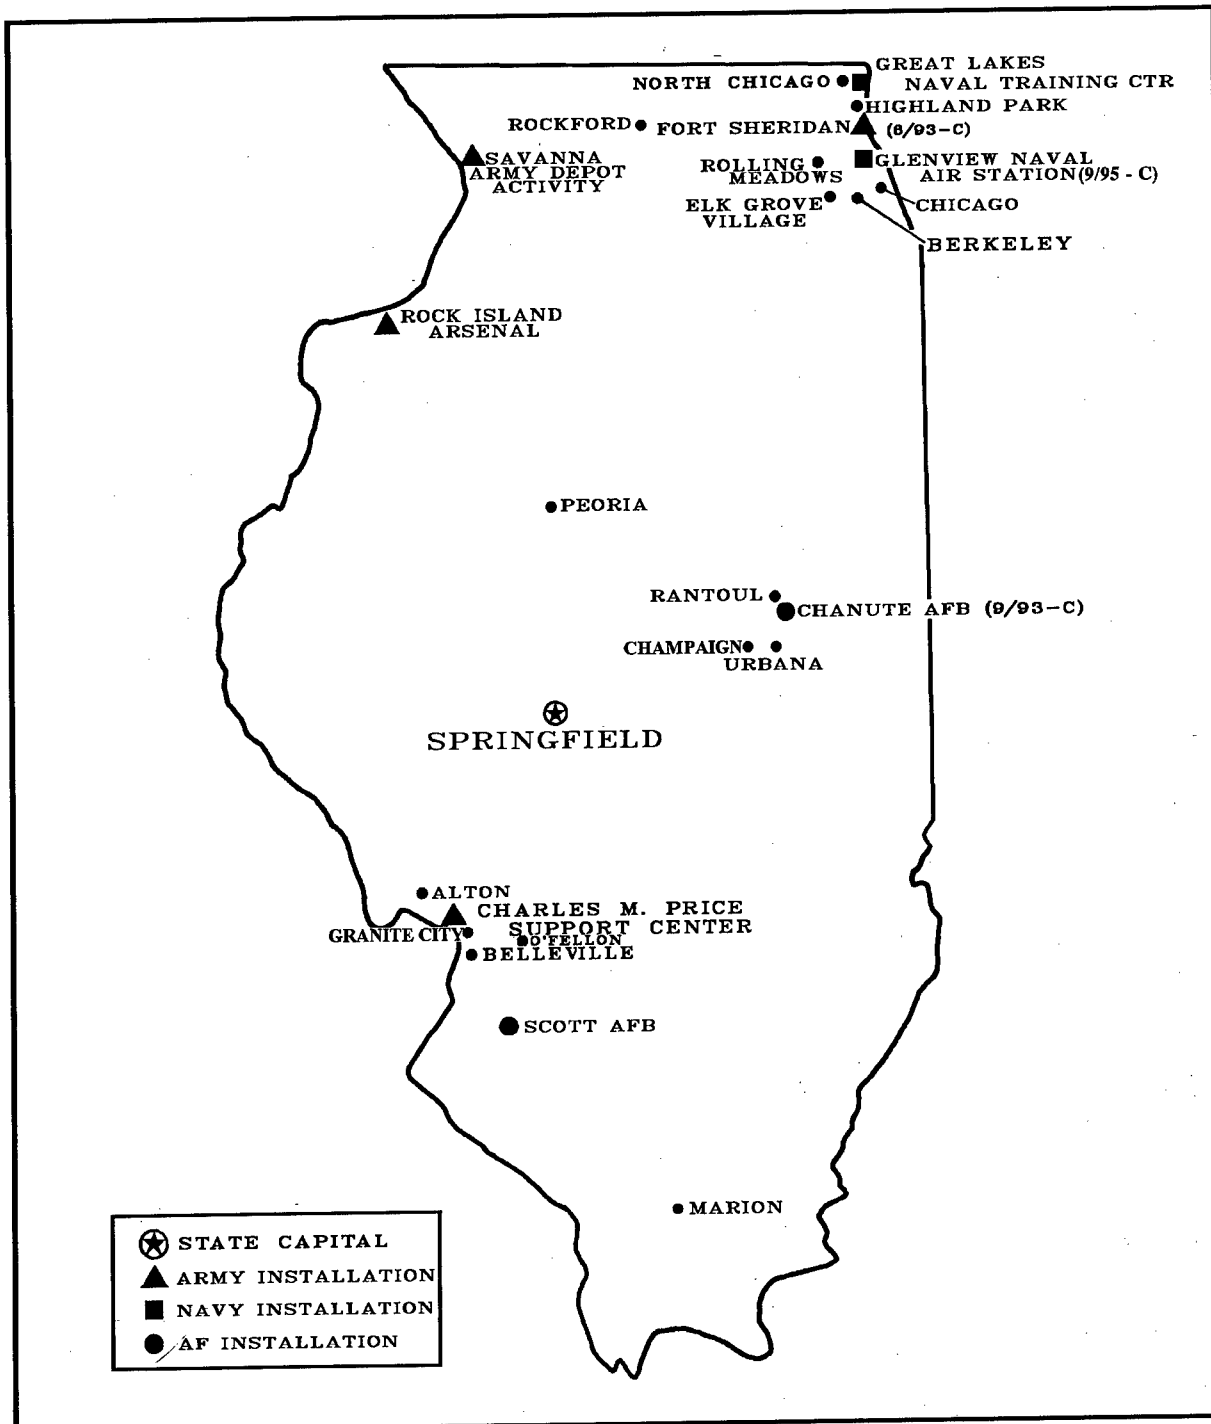 GREAT LAKES
NORTH CHICAGO
NAVAL TRAINING CTR
HIGHLAND PARK
ROCKFORD
FORT SHERIDAN
(6/93-C)
SAVANNA
ARMY DEPOT
ACTIVITY
ROLLING
MEADOWS
GLENVIEW NAVAL
AIR STATION(9/95 - C)
ELK GROVE
VILLAGE
CHICAGO
BERKELEY
ROCK ISLAND
ARSENAL
PEORIA
RANTOUL
CHANUTE AFB (9/93-C)
CHAMPAIGN
URBANA
SPRINGFIELD
ALTON
CHARLES M. PRICE
SUPPORT CENTER
GRANITE CITY
O'FELLON
BELLEVILLE
SCOTT AFB
MARION
STATE CAPITAL
ARMY INSTALLATION
NAVY INSTALLATION
AF INSTALLATION